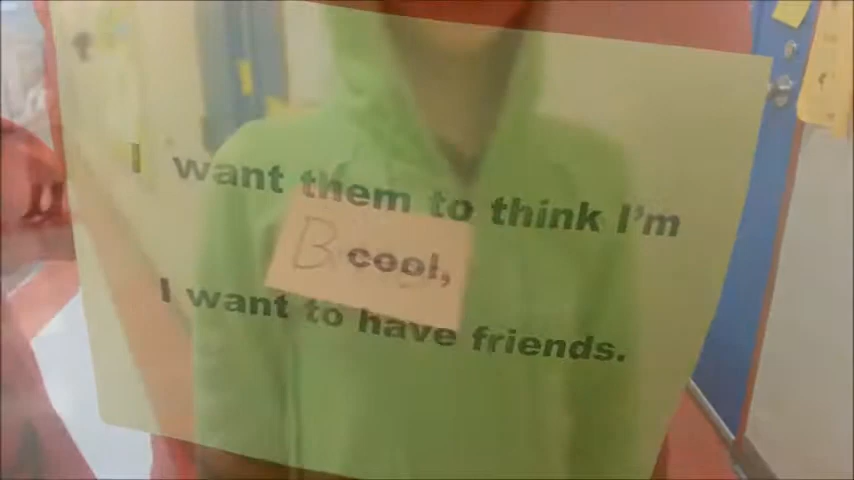 I want them to think I'm
B cool,
I want to have friends.